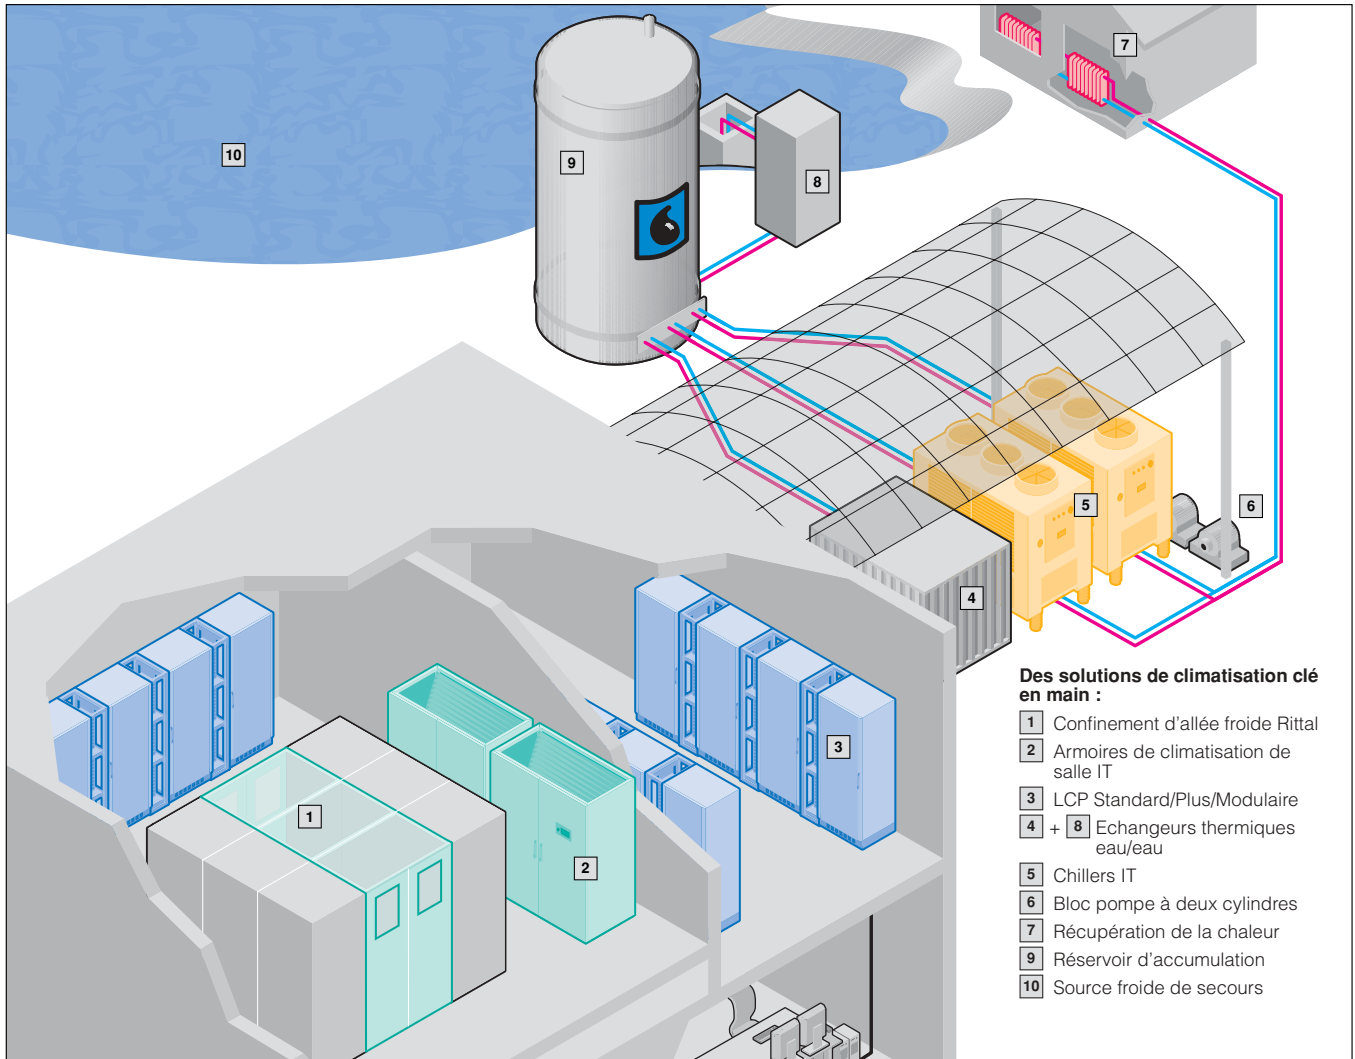 7
10
9
8
5
6
4
3
1
2
Des solutions de climatisation clé
en main :
1 Confinement d'allée froide Rittal
2 Armoires de climatisation de
salle IT
3 LCP Standard/Plus/Modulaire
4 + 8 Echangeurs thermiques
eau/eau
5 Chillers IT
6 Bloc pompe à deux cylindres
7 Récupération de la chaleur
9 Réservoir d'accumulation
10 Source froide de secours